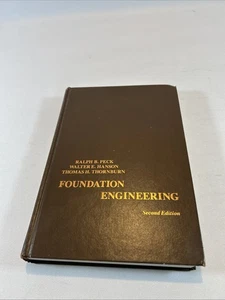 RALPH B. PECK
WALTER E. HANSON
THOMAS H. THORNBURN
FOUNDATION
ENGINEERING
Second Edition